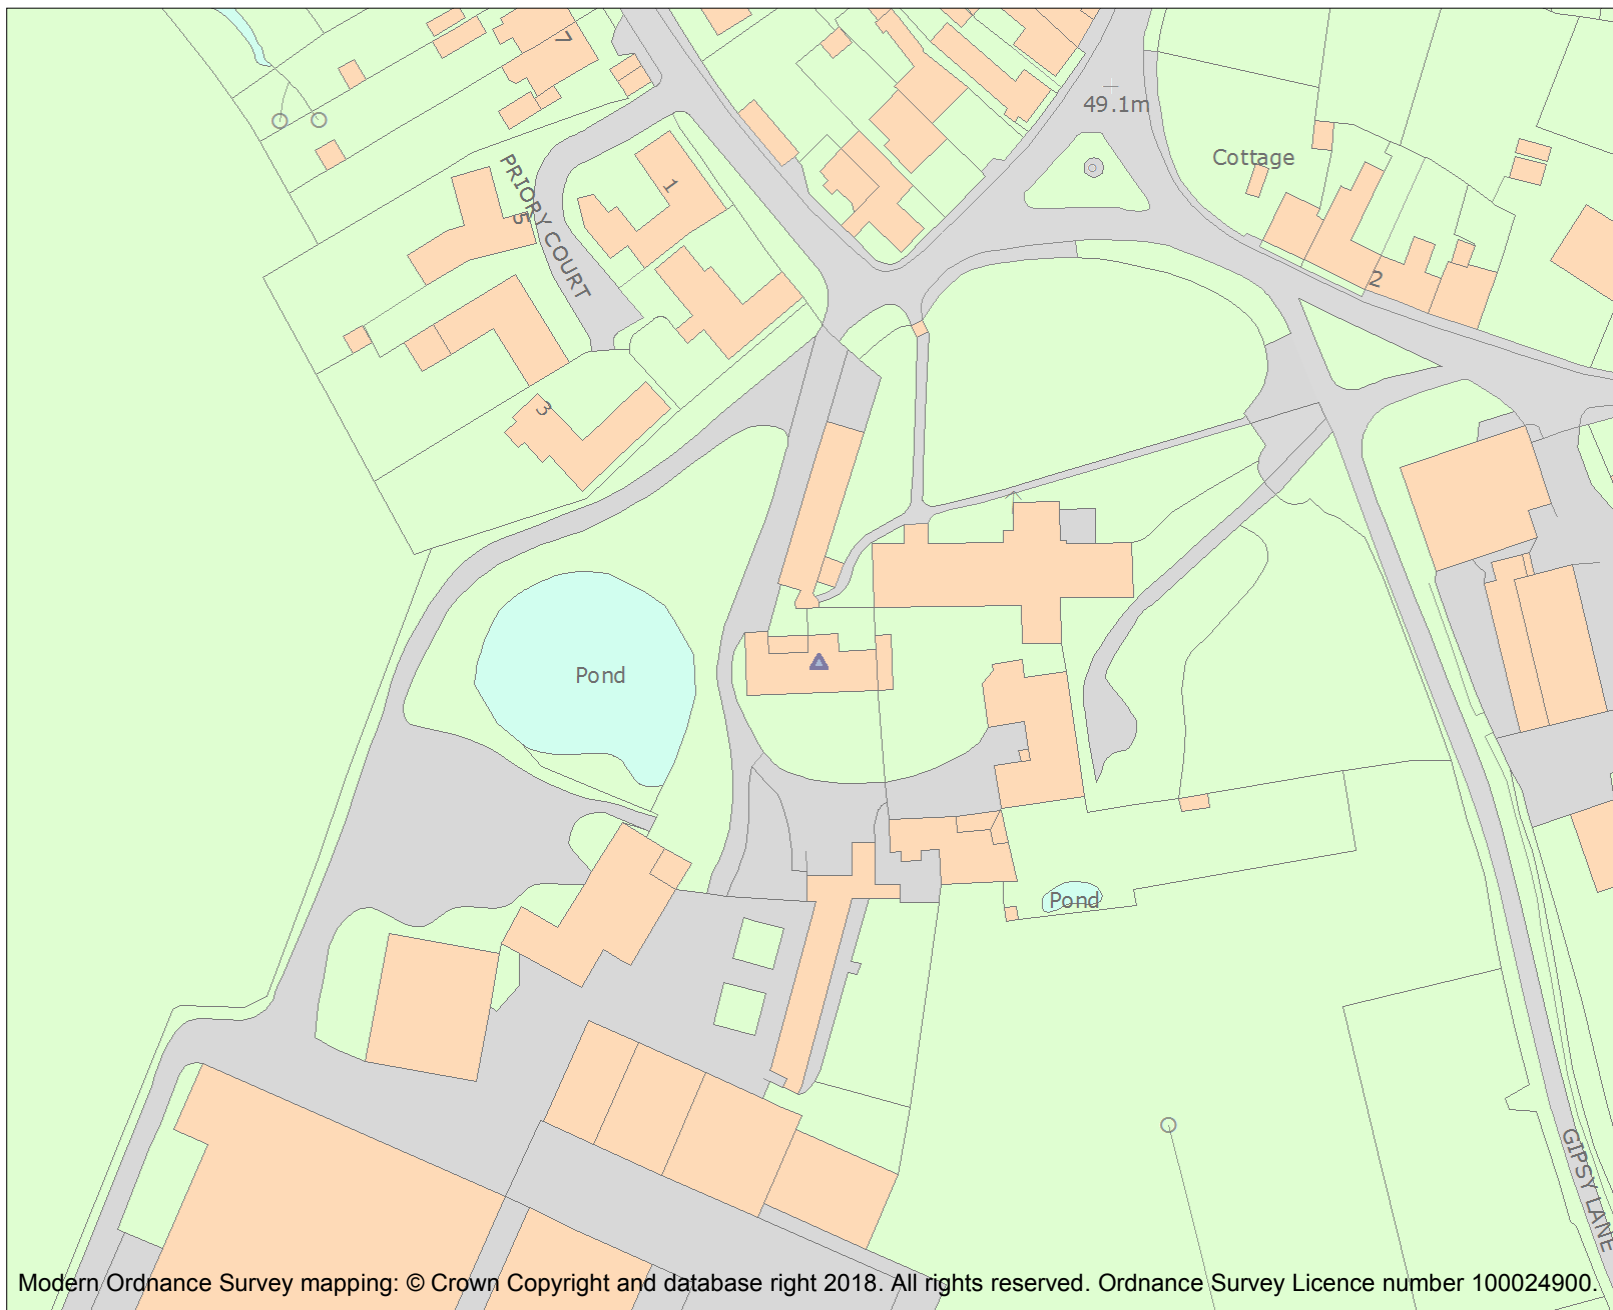 7
49.1m
Cottage
1
PRIORY COURT
5
2
3
Pond
Pond
GIPSY LANE
Modern Ordnance Survey mapping: © Crown Copyright and database right 2018. All rights reserved. Ordnance Survey Licence number 100024900.